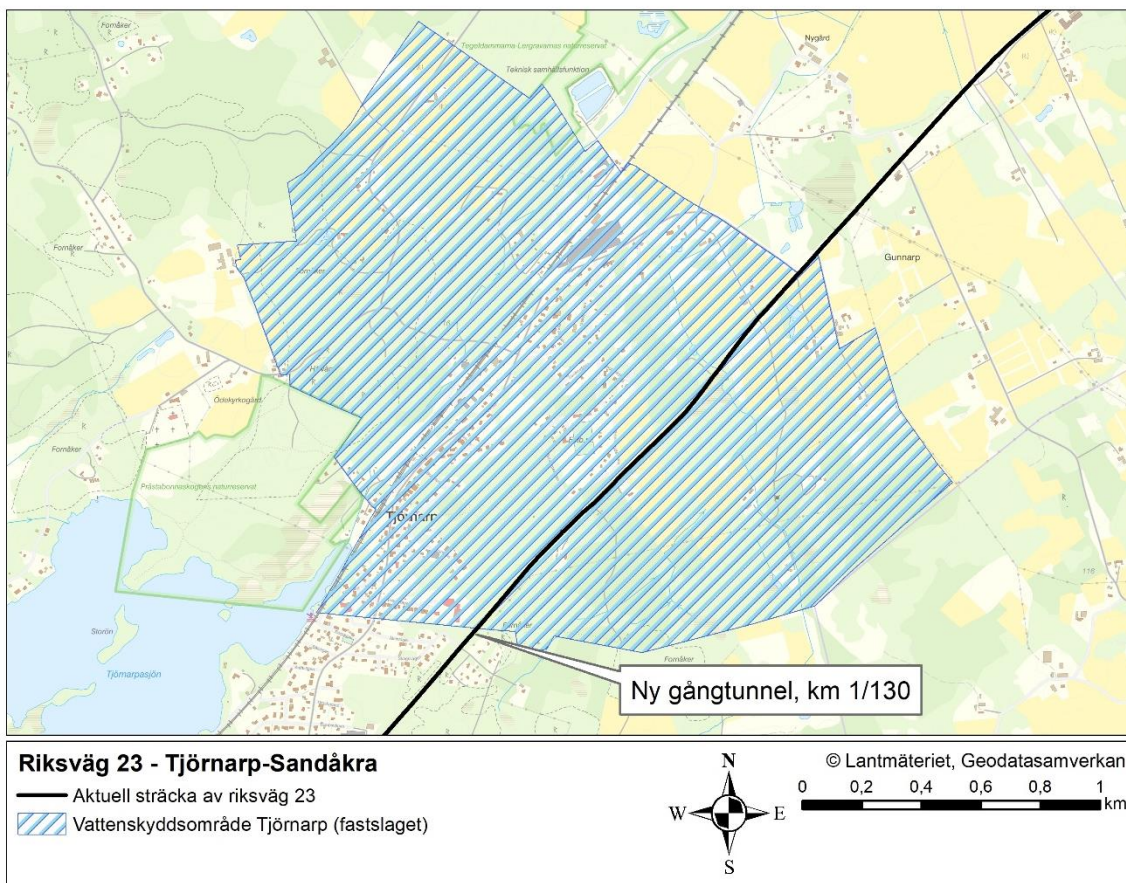 Fornåker
Tegeldammarna-Lergravarnas naturreservat
Nygård
Teknisk samhällsfunktion
Fornåker
Gunnarp
Ödekyrkogård
Fornåker
Prästabonnaskogens naturreservat
Tjörnarp
Storön
Tjörnarpasjön
Fornåker
Fornåker
118
Ny gångtunnel, km 1/130
Riksväg 23 - Tjörnarp-Sandåkra
Aktuell sträcka av riksväg 23
Vattenskyddsområde Tjörnarp (fastslaget)
N
W
E
S
© Lantmäteriet, Geodatasamverkan
0 0,2 0,4 0,6 0,8 1
km